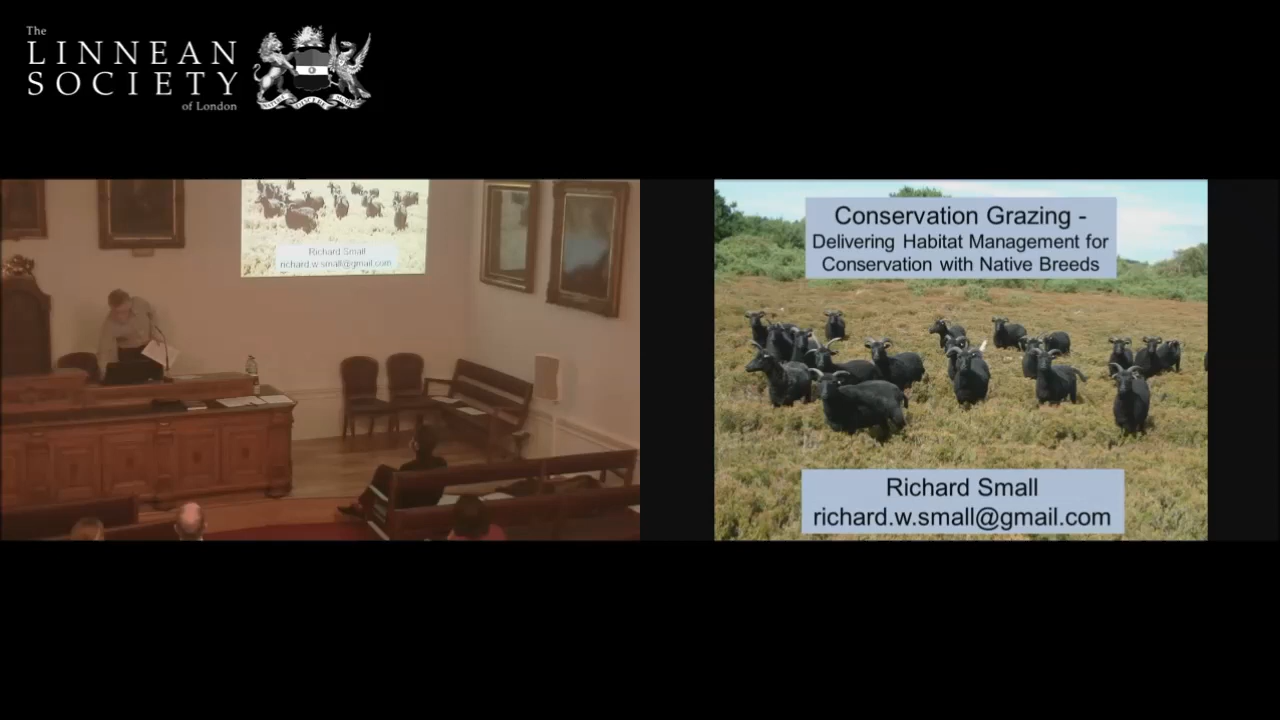 The
LINNEAN
SOCIETY
of London
Richard Small
richard.w.small@gmail.com
Conservation Grazing -
Delivering Habitat Management for
Conservation with Native Breeds
Richard Small
richard.w.small@gmail.com